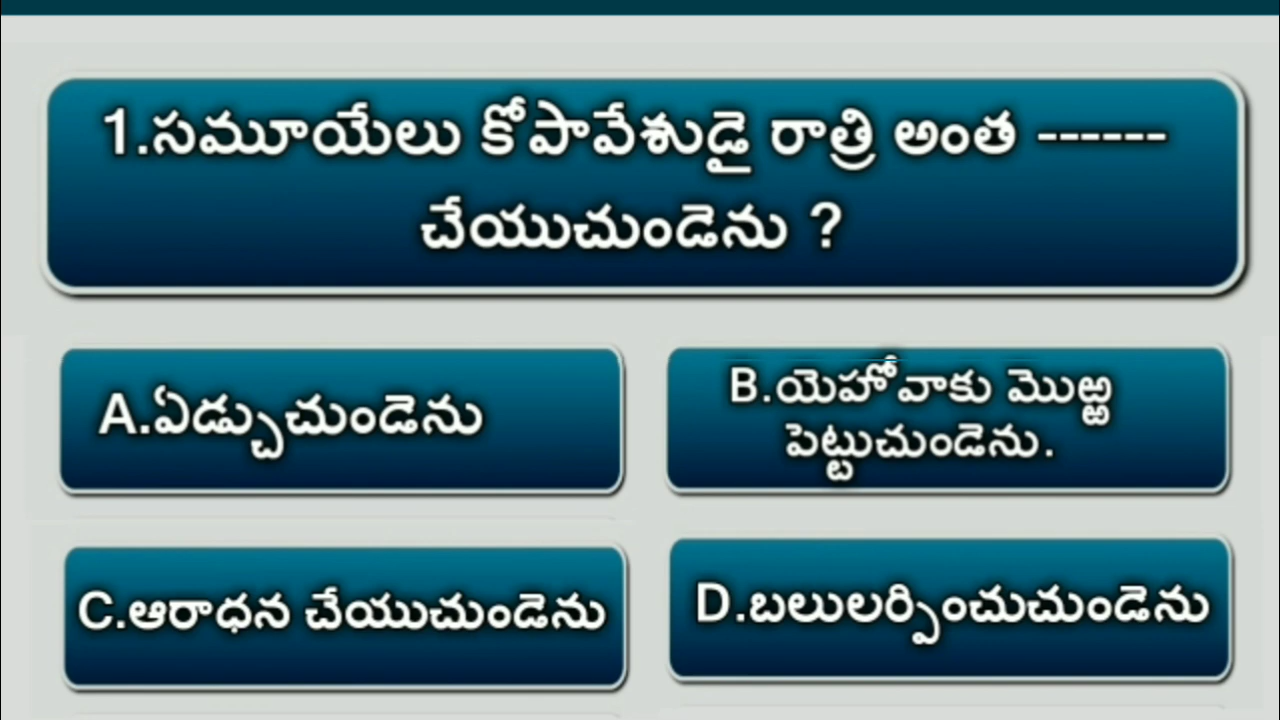 1.సమూయేలు కోపావేశుడై రాత్రి అంత ------
చేయుచుండెను ?
A.ఏడ్చుచుండెను
B.యెహోవాకు మొఱ్ఱ
పెట్టుచుండెను.
C.ఆరాధన చేయుచుండెను
D.బలులర్పించుచుండెను